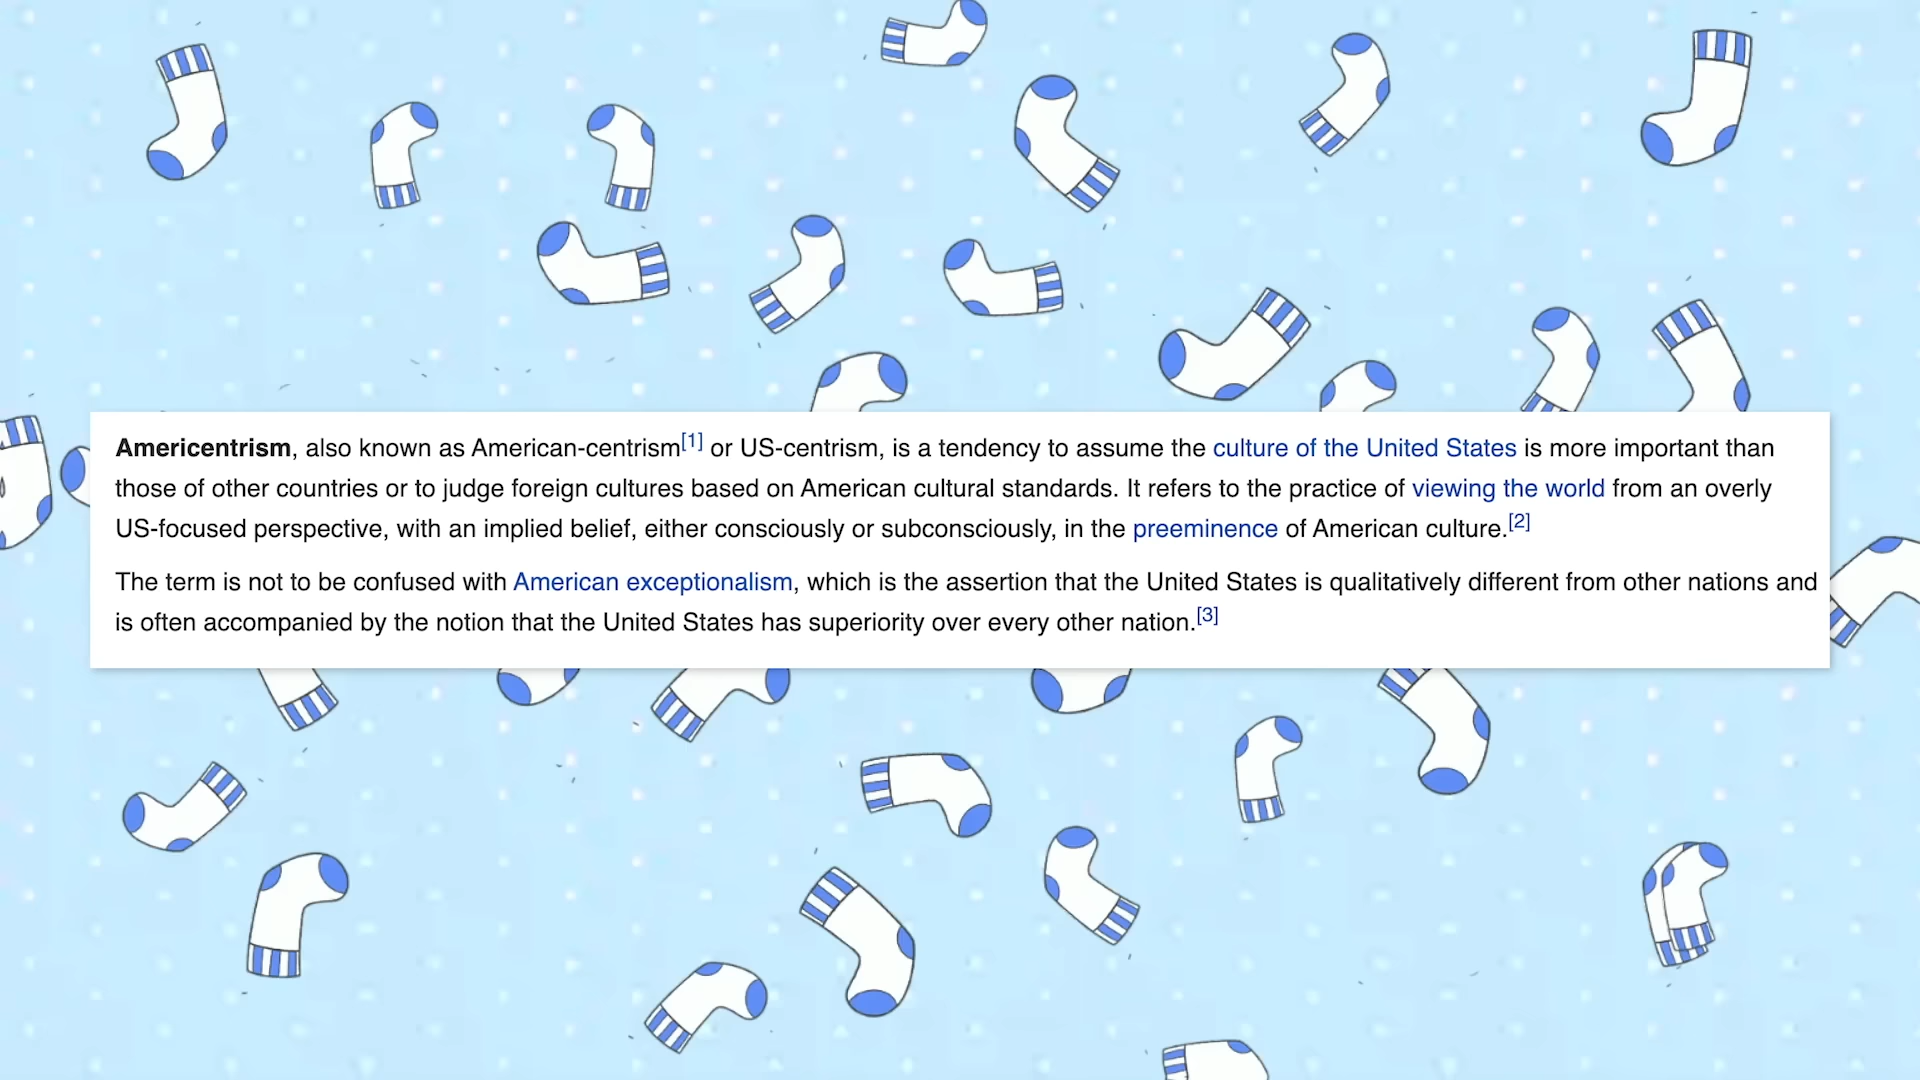 Americentrism, also known as American-centrism[1] or US-centrism, is a tendency to assume the culture of the United States is more important than
those of other countries or to judge foreign cultures based on American cultural standards. It refers to the practice of viewing the world from an overly
US-focused perspective, with an implied belief, either consciously or subconsciously, in the preeminence of American culture.[2]
The term is not to be confused with American exceptionalism, which is the assertion that the United States is qualitatively different from other nations and
is often accompanied by the notion that the United States has superiority over every other nation.[3]